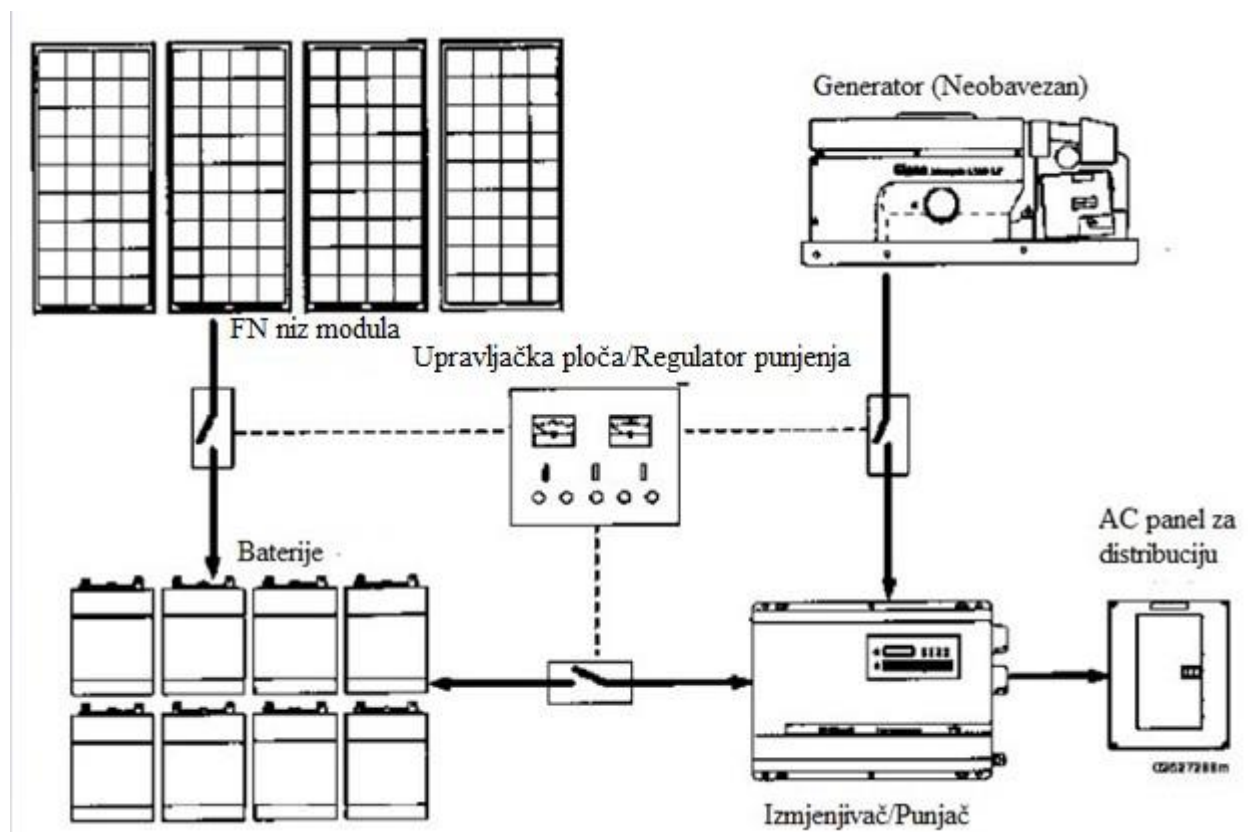 Generator (Neobavezan)
FN niz modula
Upravljačka ploča/Regulator punjenja
Baterije
AC panel za
distribuciju
Izmjenjivač/Punjač